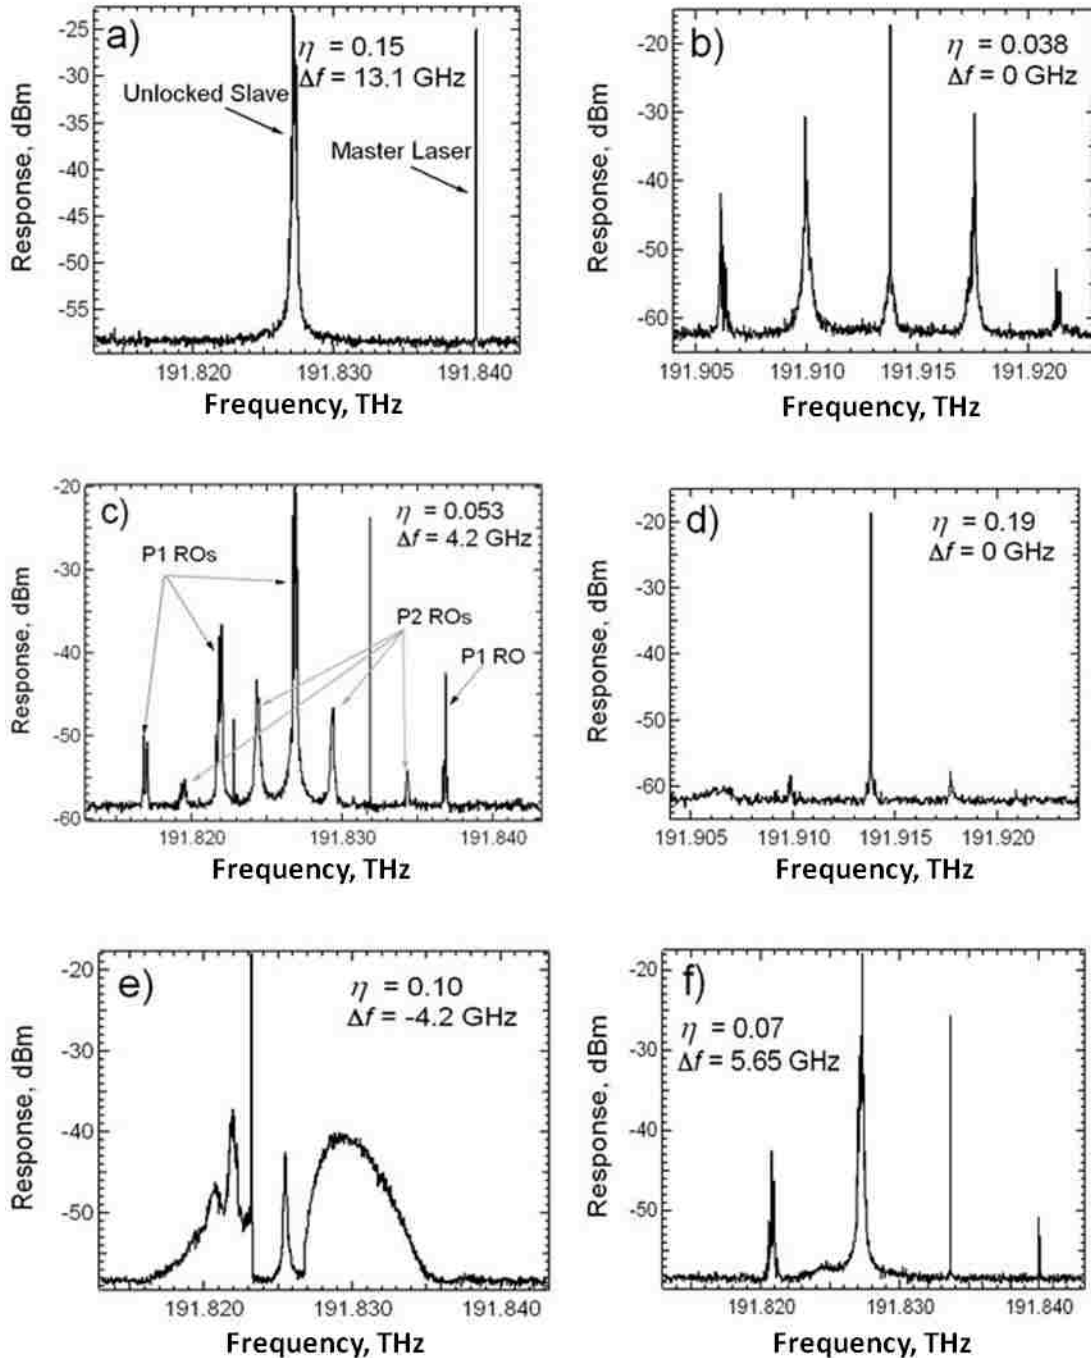 a)
η = 0.15
Δf = 13.1 GHz
Unlocked Slave
Master Laser
Response, dBm
-25
-30
-35
-40
-45
-50
-55
191.820 191.830 191.840
Frequency, THz
b)
η = 0.038
Δf = 0 GHz
Response, dBm
-20
-30
-40
-50
-60
191.905 191.910 191.915 191.920
Frequency, THz
c)
η = 0.053
Δf = 4.2 GHz
P1 ROs
P2 ROs
P1 RO
Response, dBm
-20
-30
-40
-50
-60
191.820 191.830 191.840
Frequency, THz
d)
η = 0.19
Δf = 0 GHz
Response, dBm
-20
-30
-40
-50
-60
191.905 191.910 191.915 191.920
Frequency, THz
e)
η = 0.10
Δf = -4.2 GHz
Response, dBm
-20
-30
-40
-50
191.820 191.830 191.840
Frequency, THz
f)
η = 0.07
Δf = 5.65 GHz
Response, dBm
-20
-30
-40
-50
191.820 191.830 191.840
Frequency, THz